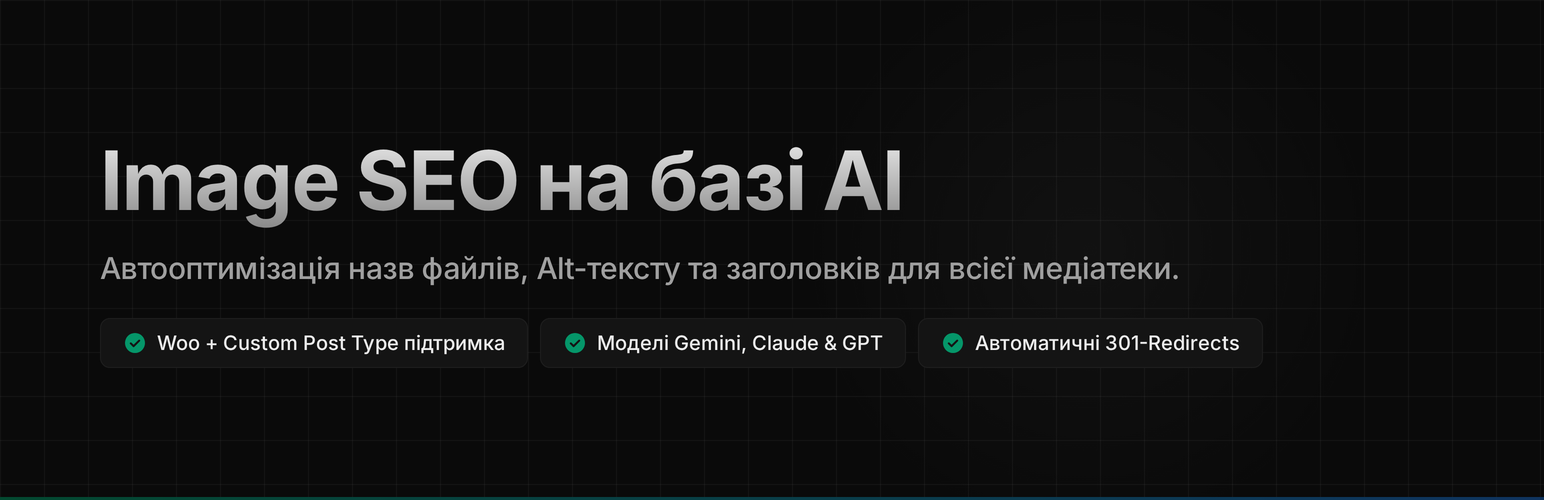 Image SEO на базі AI
Автооптимізація назв файлів, Alt-тексту та заголовків для всієї медіатеки.
Woo + Custom Post Type підтримка
Моделі Gemini, Claude & GPT
Автоматичні 301-Redirects